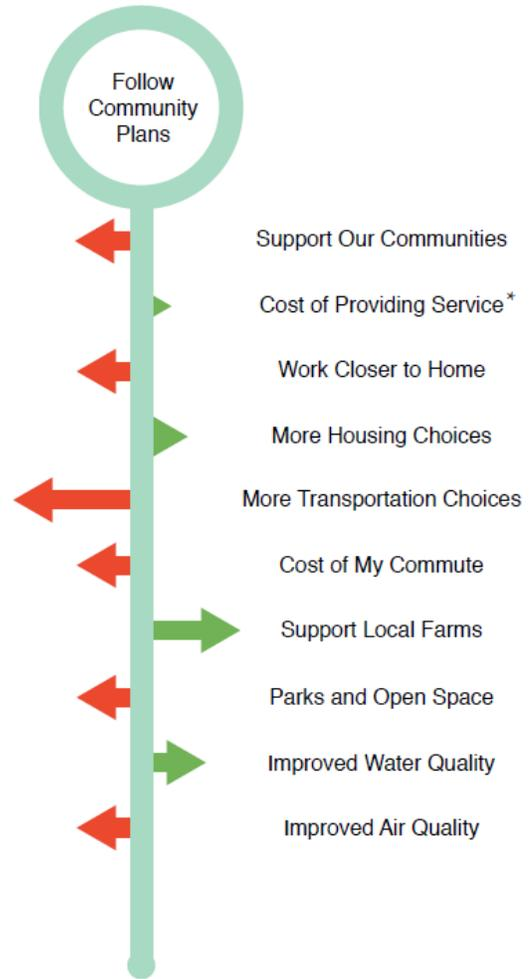 Follow
Community
Plans
Support Our Communities
Cost of Providing Service*
Work Closer to Home
More Housing Choices
More Transportation Choices
Cost of My Commute
Support Local Farms
Parks and Open Space
Improved Water Quality
Improved Air Quality